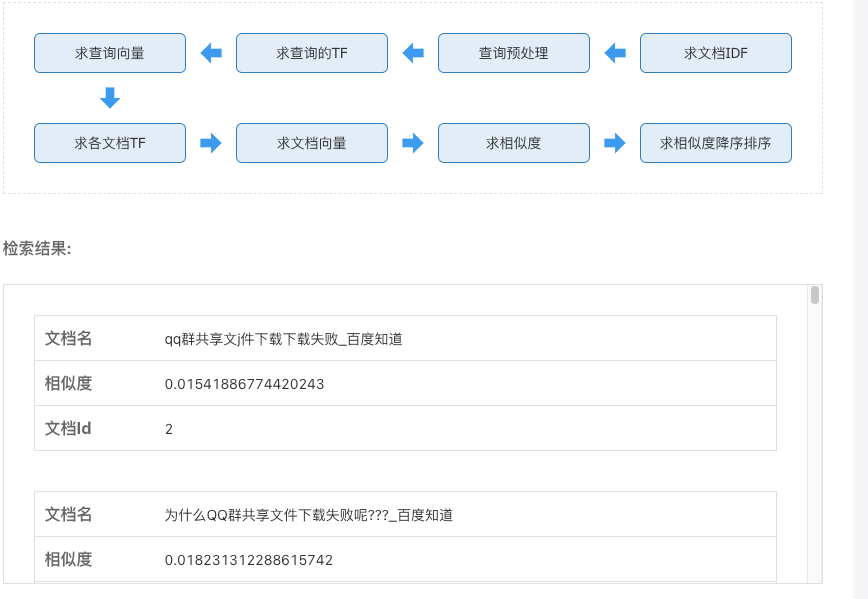 求查询向量 求查询的TF 查询预处理 求文档IDF
求各文档TF 求文档向量 求相似度 求相似度降序排序
检索结果:
文档名 qq群共享文j件下载下载失败_百度知道
相似度 0.01541886774420243
文档Id 2
文档名 为什么QQ群共享文件下载失败呢???_百度知道
相似度 0.018231312288615742